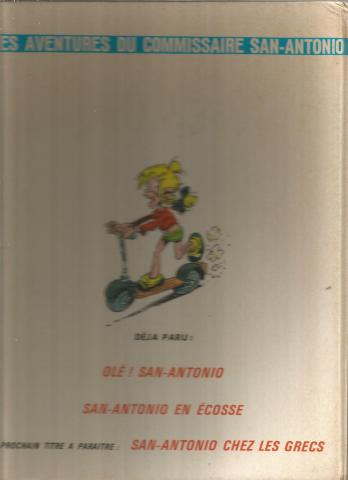 ES AVENTURES DU COMMISSAIRE SAN-ANTONIO
DÉJA PARU :
OLÉ ! SAN-ANTONIO
SAN-ANTONIO EN ÉCOSSE
PROCHAIN TITRE A PARAITRE : SAN-ANTONIO CHEZ LES GRECS